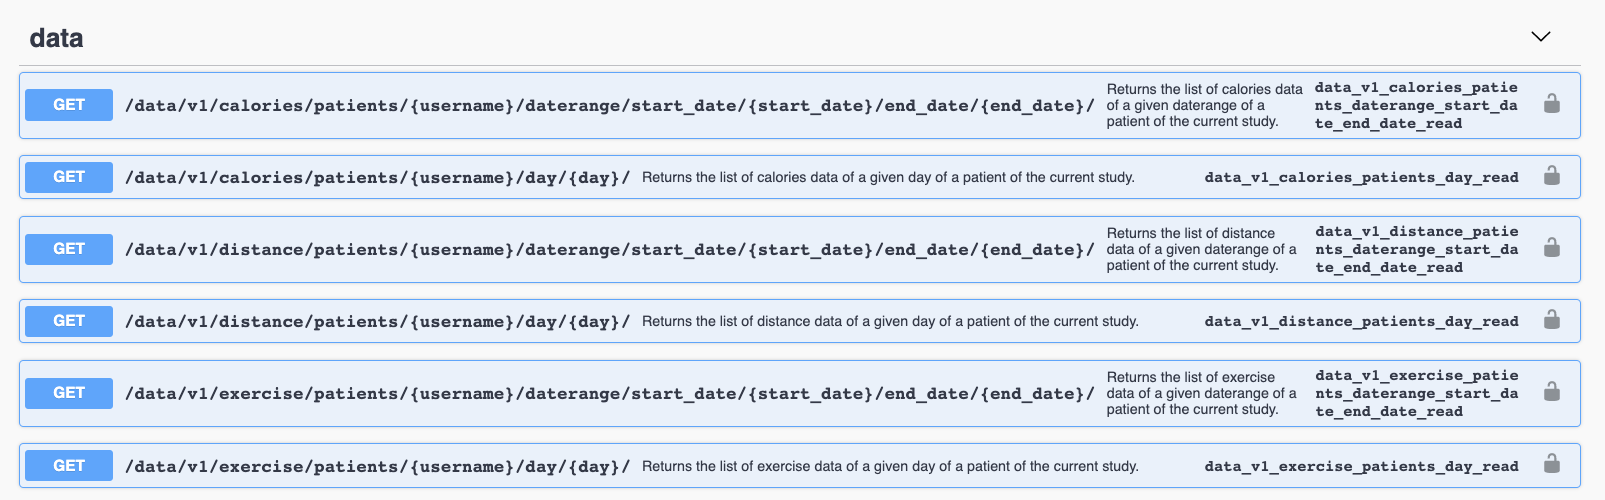 data
GET /data/v1/calories/patients/{username}/daterange/start_date/{start_date}/end_date/{end_date}/
Returns the list of calories data
of a given daterange of a
patient of the current study.
data_v1_calories_patie
nts_daterange_start_da
te_end_date_read
GET /data/v1/calories/patients/{username}/day/{day}/ Returns the list of calories data of a given day of a patient of the current study. data_v1_calories_patients_day_read
GET /data/v1/distance/patients/{username}/daterange/start_date/{start_date}/end_date/{end_date}/
Returns the list of distance
data of a given daterange of a
patient of the current study.
data_v1_distance_patie
nts_daterange_start_da
te_end_date_read
GET /data/v1/distance/patients/{username}/day/{day}/ Returns the list of distance data of a given day of a patient of the current study. data_v1_distance_patients_day_read
GET /data/v1/exercise/patients/{username}/daterange/start_date/{start_date}/end_date/{end_date}/
Returns the list of exercise
data of a given daterange of a
patient of the current study.
data_v1_exercise_patie
nts_daterange_start_da
te_end_date_read
GET /data/v1/exercise/patients/{username}/day/{day}/ Returns the list of exercise data of a given day of a patient of the current study. data_v1_exercise_patients_day_read